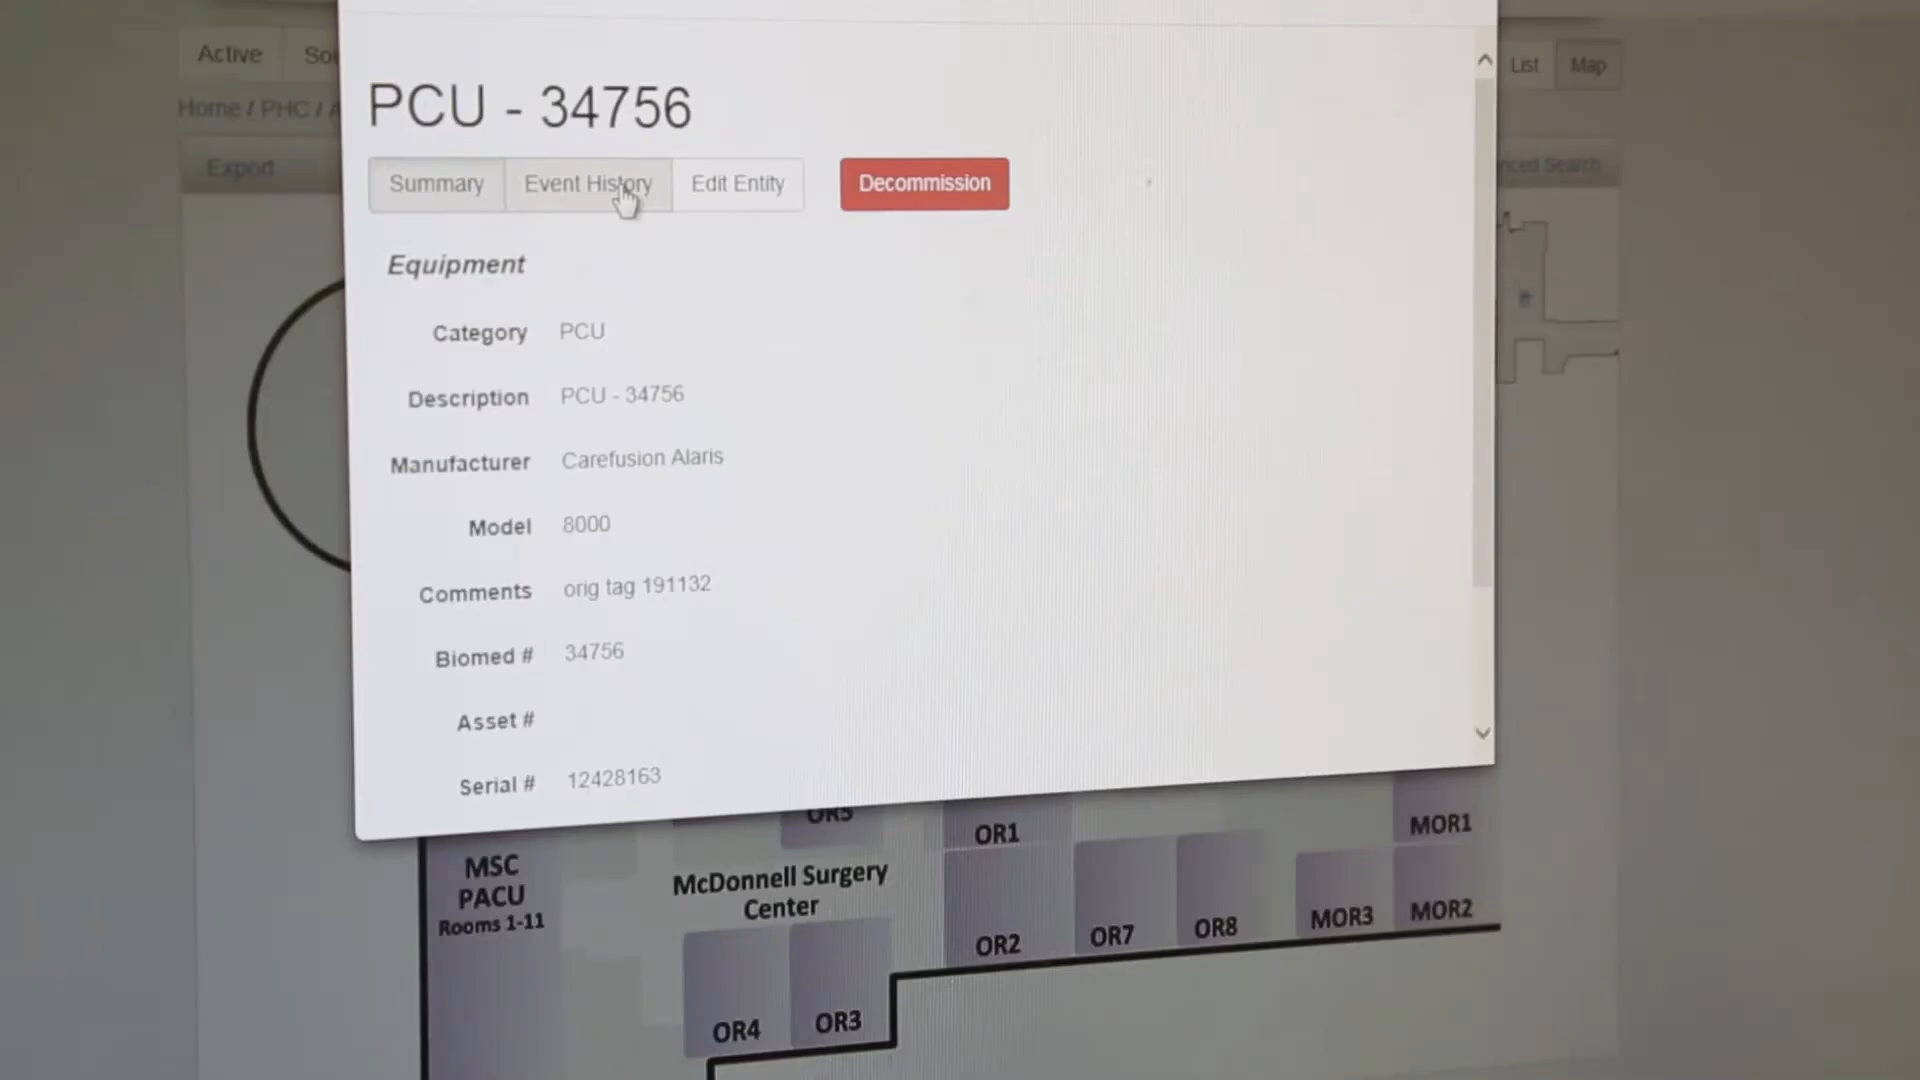 Active
List
Map
Home / PHC /
Export
Search
PCU - 34756
Summary
Event History
Edit Entity
Decommission
Equipment
Category PCU
Description PCU - 34756
Manufacturer Carefusion Alaris
Model 8000
Comments orig tag 191132
Biomed # 34756
Asset #
Serial # 12428163
OR5
OR1
MOR1
MSC
PACU
Rooms 1-11
McDonnell Surgery
Center
OR2
OR7
OR8
MOR3
MOR2
OR4
OR3